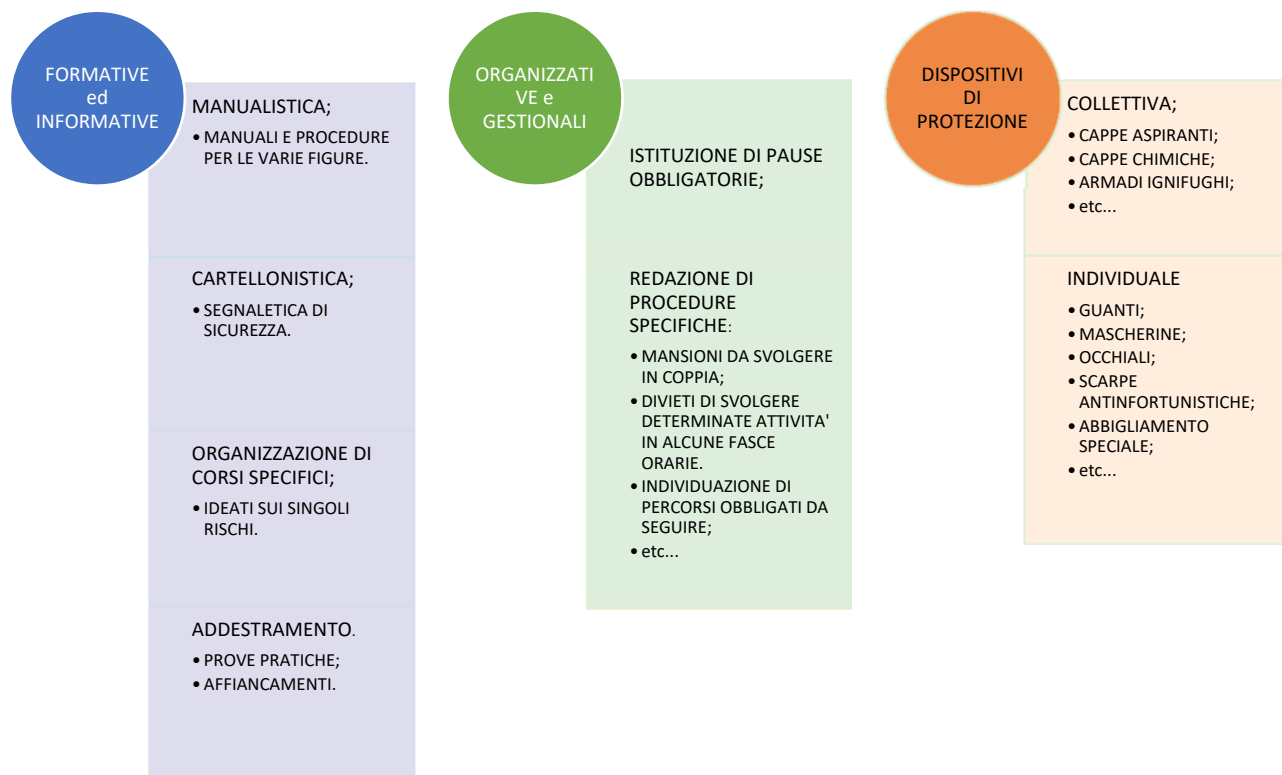 FORMATIVE
ed
INFORMATIVE
MANUALISTICA;
• MANUALI E PROCEDURE
PER LE VARIE FIGURE.
CARTELLONISTICA;
• SEGNALETICA DI
SICUREZZA.
ORGANIZZAZIONE DI
CORSI SPECIFICI;
• IDEATI SUI SINGOLI
RISCHI.
ADDESTRAMENTO.
• PROVE PRATICHE;
• AFFIANCAMENTI.
ORGANIZZATI
VE e
GESTIONALI
ISTITUZIONE DI PAUSE
OBBLIGATORIE;
REDAZIONE DI
PROCEDURE
SPECIFICHE:
• MANSIONI DA SVOLGERE
IN COPPIA;
• DIVIETI DI SVOLGERE
DETERMINATE ATTIVITA'
IN ALCUNE FASCE
ORARIE.
• INDIVIDUAZIONE DI
PERCORSI OBBLIGATI DA
SEGUIRE;
• etc...
DISPOSITIVI
DI
PROTEZIONE
COLLETTIVA;
• CAPPE ASPIRANTI;
• CAPPE CHIMICHE;
• ARMADI IGNIFUGHI;
• etc...
INDIVIDUALE
• GUANTI;
• MASCHERINE;
• OCCHIALI;
• SCARPE
ANTINFORTUNISTICHE;
• ABBIGLIAMENTO
SPECIALE;
• etc...